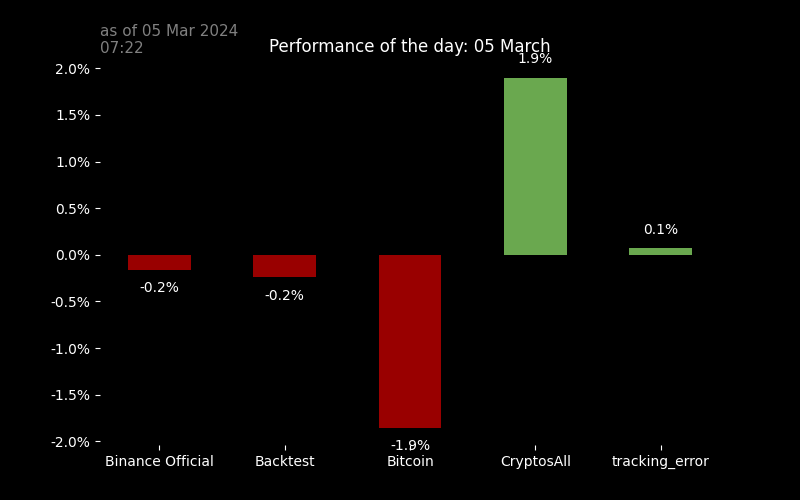 as of 05 Mar 2024
07:22
Performance of the day: 05 March
2.0%
1.5%
1.0%
0.5%
0.0%
-0.5%
-1.0%
-1.5%
-2.0%
-0.2%
-0.2%
-1.9%
1.9%
0.1%
Binance Official
Backtest
Bitcoin
CryptosAll
tracking_error